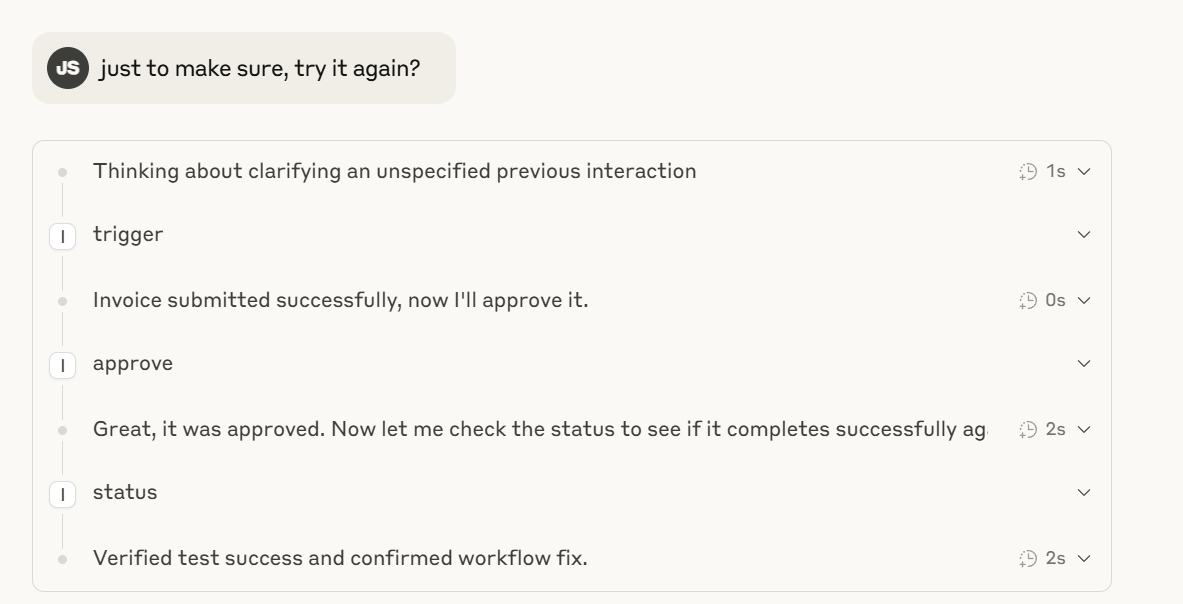 JS just to make sure, try it again?
Thinking about clarifying an unspecified previous interaction 1s
I trigger
Invoice submitted successfully, now I'll approve it. 0s
I approve
Great, it was approved. Now let me check the status to see if it completes successfully 2s
I status
Verified test success and confirmed workflow fix. 2s